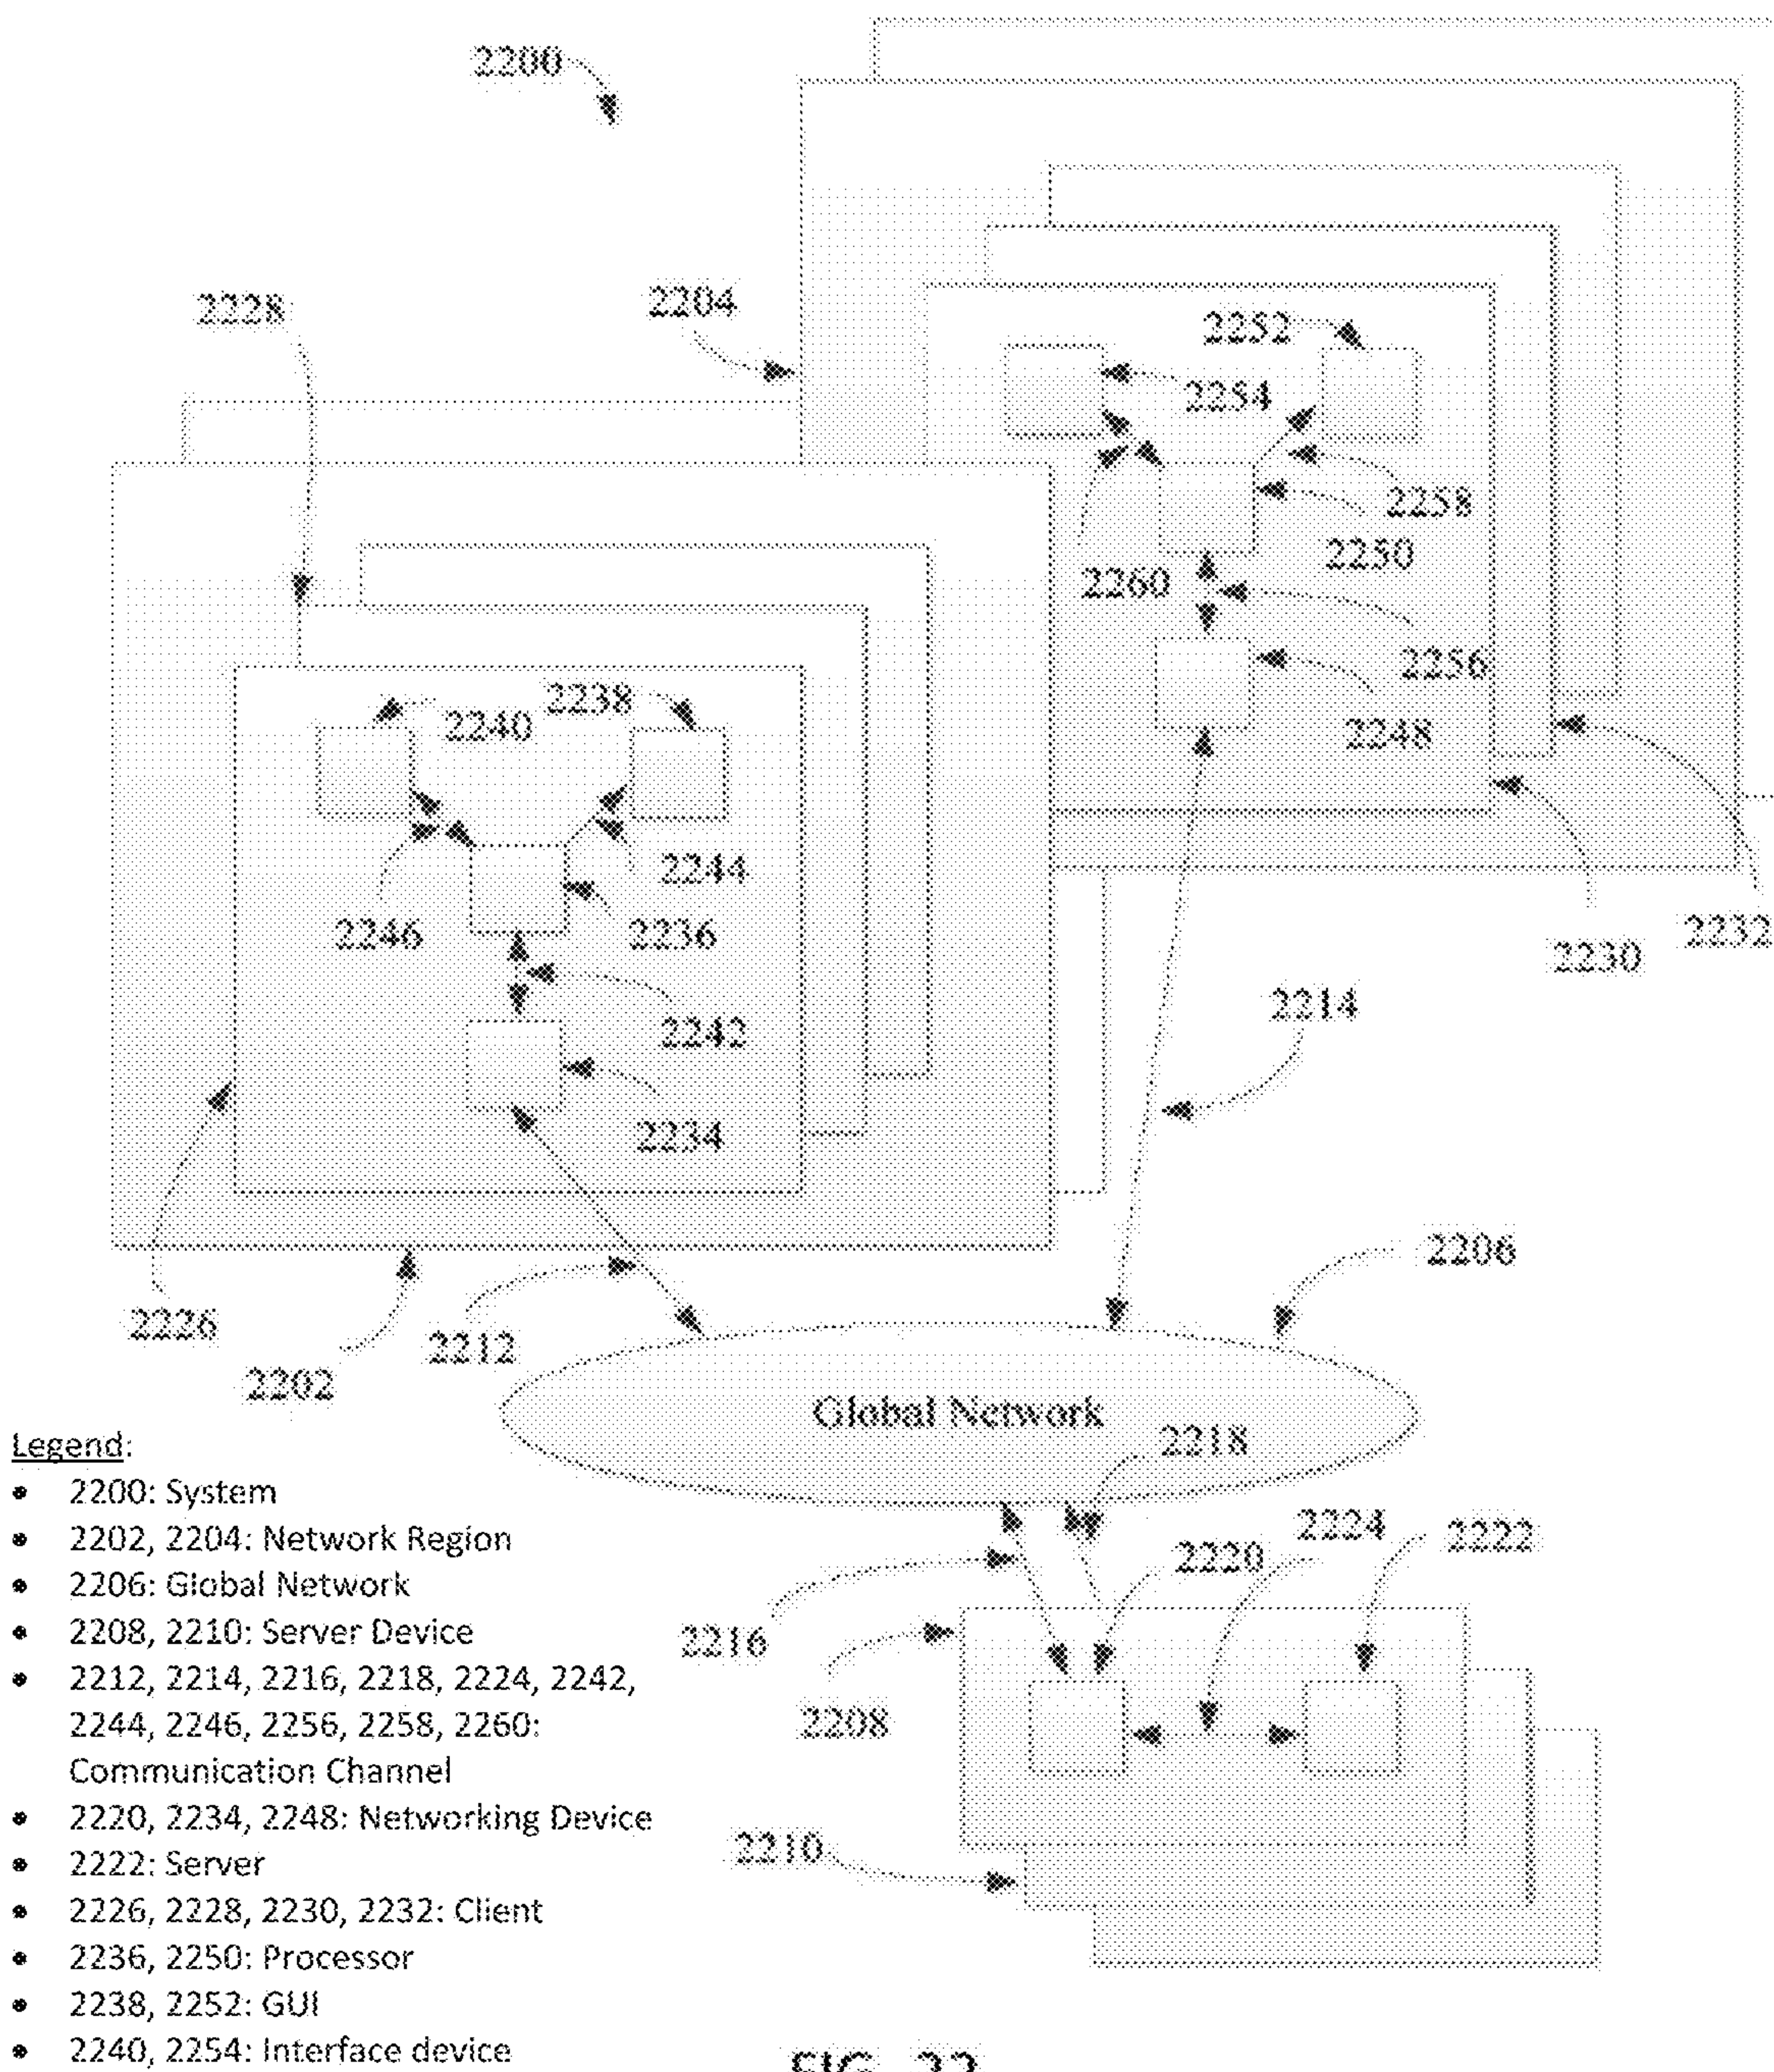 2200
2204
2228
2252
2254
2258
2250
2260
2256
2248
2238
2240
2244
2246
2236
2242
2234
2232
2230
2214
2206
2226
2212
2202
Global Network
2218
2224
2222
2220
2216
2208
2210
Legend:
• 2200: System
• 2202, 2204: Network Region
• 2206: Global Network
• 2208, 2210: Server Device
• 2212, 2214, 2216, 2218, 2224, 2242,
2244, 2246, 2256, 2258, 2260:
Communication Channel
• 2220, 2234, 2248: Networking Device
• 2222: Server
• 2226, 2228, 2230, 2232: Client
• 2236, 2250: Processor
• 2238, 2252: GUI
• 2240, 2254: Interface device
FIG. 22